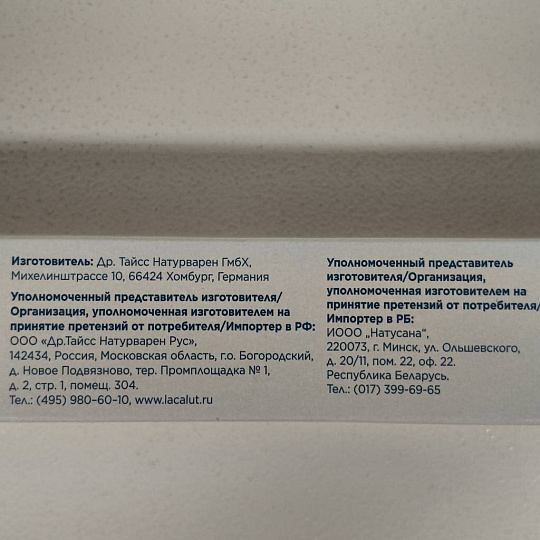 Изготовитель: Др. Тайсс Натурварен ГмбХ,
Михелинштрассе 10, 66424 Хомбург, Германия
Уполномоченный представитель изготовителя/
Организация, уполномоченная изготовителем на
принятие претензий от потребителя/Импортер в РФ:
ООО «Др.Тайсс Натурварен Рус»,
142434, Россия, Московская область, г.о. Богородский,
д. Новое Подвязново, тер. Промплощадка № 1,
д. 2, стр. 1, помещ. 304.
Тел.: (495) 980-60-10, www.lacalut.ru
Уполномоченный представитель
изготовителя/Организация,
уполномоченная изготовителем на
принятие претензий от потребителя/
Импортер в РБ:
ИООО „Натусана“,
220073, г. Минск, ул. Ольшевского,
д. 20/11, пом. 22, оф. 22.
Республика Беларусь.
Тел.: (017) 399-69-65